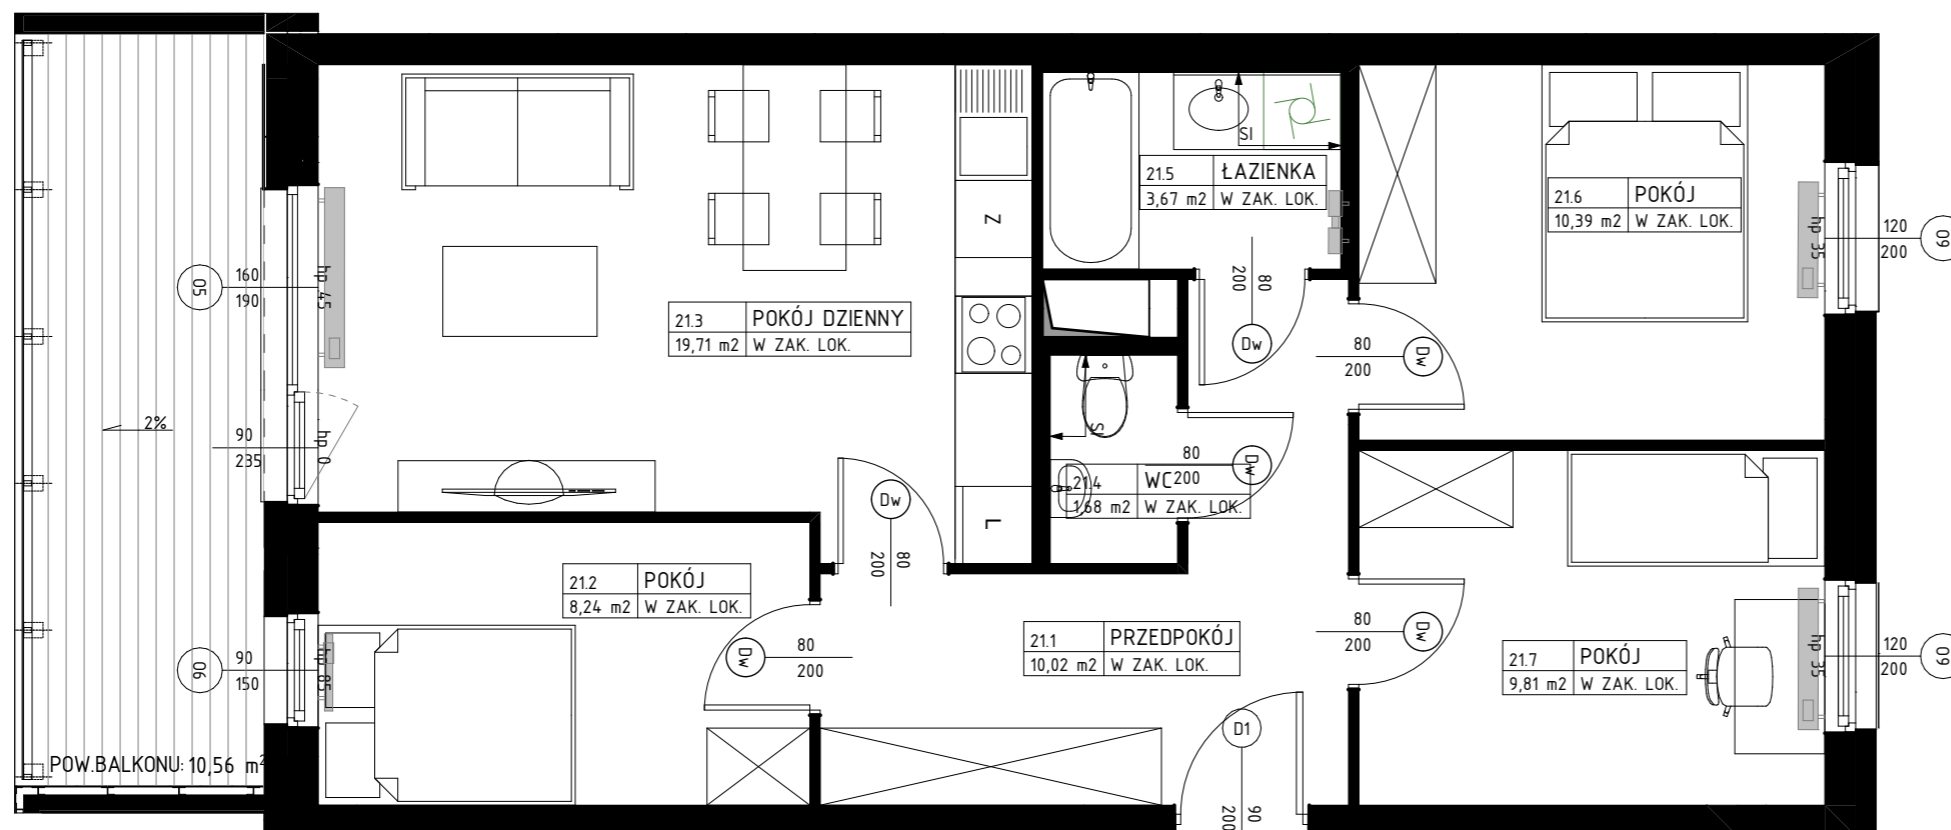 21.5 ŁAZIENKA
3,67 m2 W ZAK. LOK.
SI
21.6 POKÓJ
10,39 m2 W ZAK. LOK.
hp 35
120
200
09
Z
160
190
05
hp 45
21.3 POKÓJ DZIENNY
19,71 m2 W ZAK. LOK.
80
200
Dw
80
200
Dw
2%
90
235
hp 0
SI
80
200
Dw
21.4 WC
1,68 m2 W ZAK. LOK.
Dw
80
200
L
21.2 POKÓJ
8,24 m2 W ZAK. LOK.
80
200
Dw
21.1 PRZEDPOKÓJ
10,02 m2 W ZAK. LOK.
80
200
Dw
21.7 POKÓJ
9,81 m2 W ZAK. LOK.
hp 35
120
200
09
90
150
06
hp 85
D1
90
200
POW.BALKONU: 10,56 m²